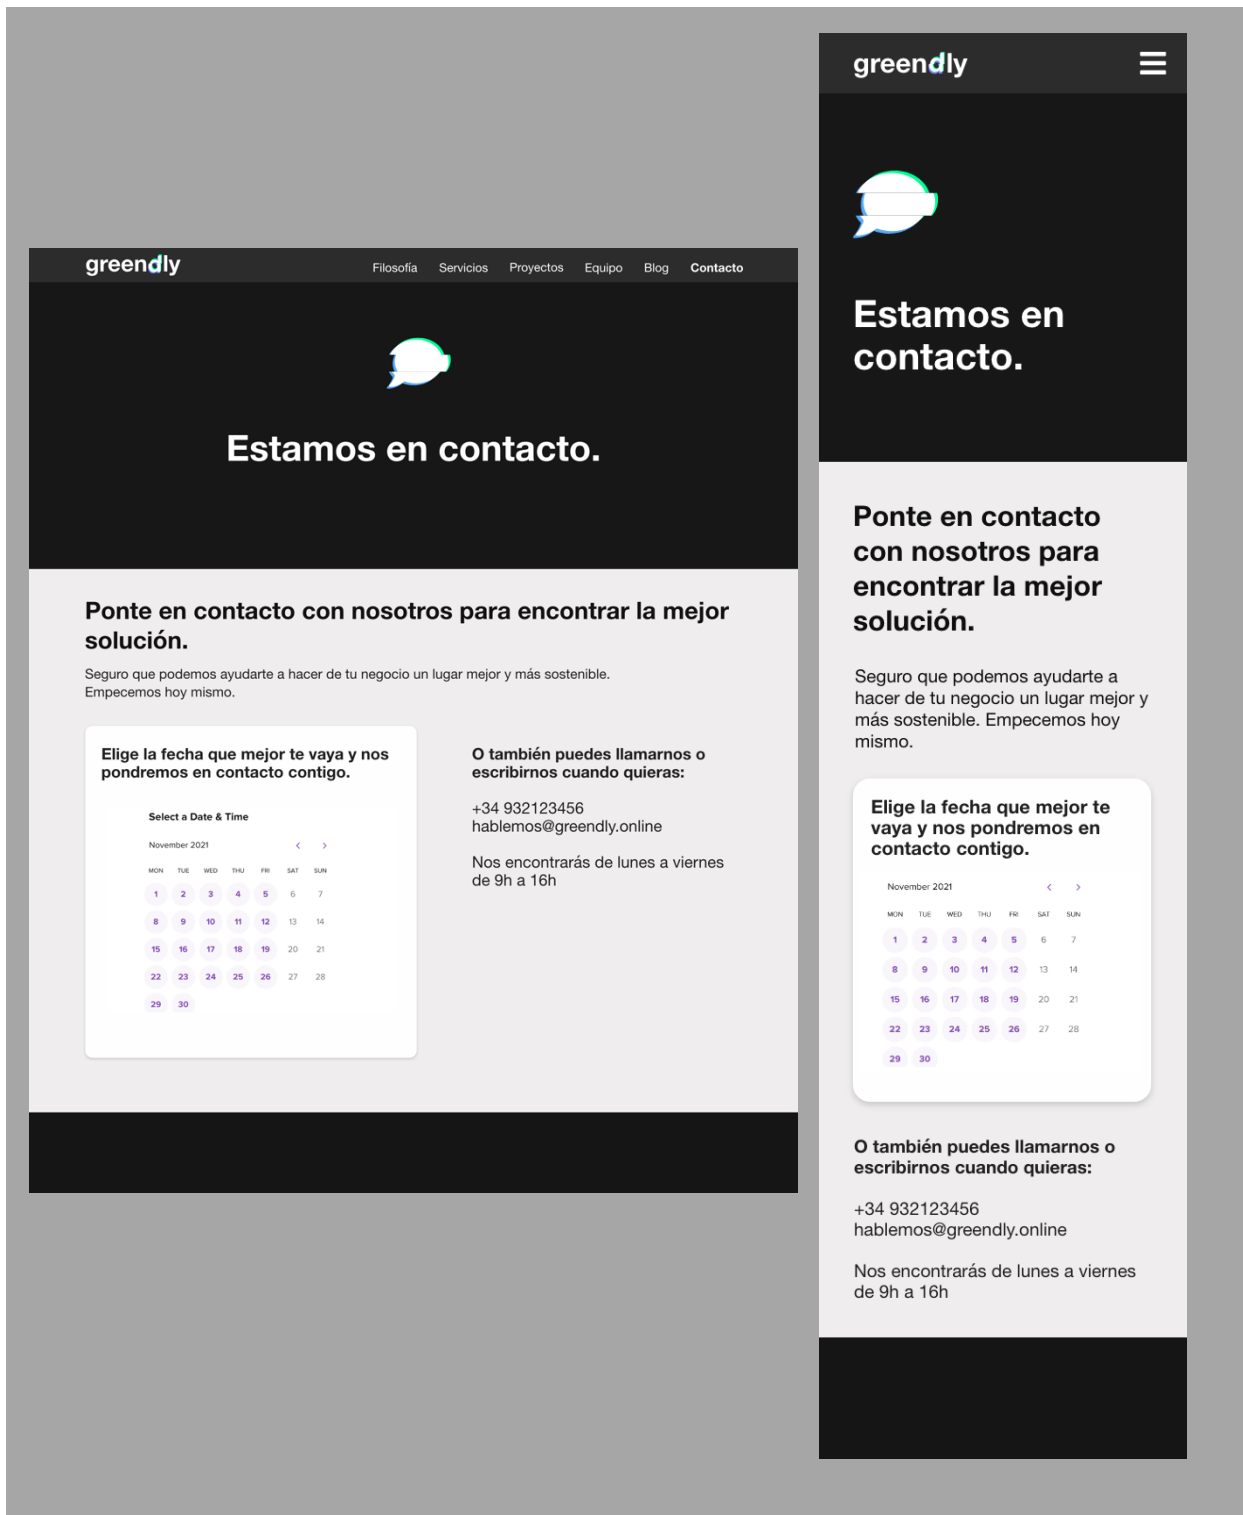 greendly
Filosofía Servicios Proyectos Equipo Blog Contacto
Estamos en contacto.
Ponte en contacto con nosotros para encontrar la mejor
solución.
Seguro que podemos ayudarte a hacer de tu negocio un lugar mejor y más sostenible.
Empecemos hoy mismo.
Elige la fecha que mejor te vaya y nos
pondremos en contacto contigo.
Select a Date & Time
November 2021 < >
MON TUE WED THU FRI SAT SUN
1 2 3 4 5 6 7
8 9 10 11 12 13 14
15 16 17 18 19 20 21
22 23 24 25 26 27 28
29 30
O también puedes llamarnos o
escribirnos cuando quieras:
+34 932123456
hablemos@greendly.online
Nos encontrarás de lunes a viernes
de 9h a 16h
greendly
Estamos en
contacto.
Ponte en contacto
con nosotros para
encontrar la mejor
solución.
Seguro que podemos ayudarte a
hacer de tu negocio un lugar mejor y
más sostenible. Empecemos hoy
mismo.
Elige la fecha que mejor te
vaya y nos pondremos en
contacto contigo.
November 2021 < >
MON TUE WED THU FRI SAT SUN
1 2 3 4 5 6 7
8 9 10 11 12 13 14
15 16 17 18 19 20 21
22 23 24 25 26 27 28
29 30
O también puedes llamarnos o
escribirnos cuando quieras:
+34 932123456
hablemos@greendly.online
Nos encontrarás de lunes a viernes
de 9h a 16h